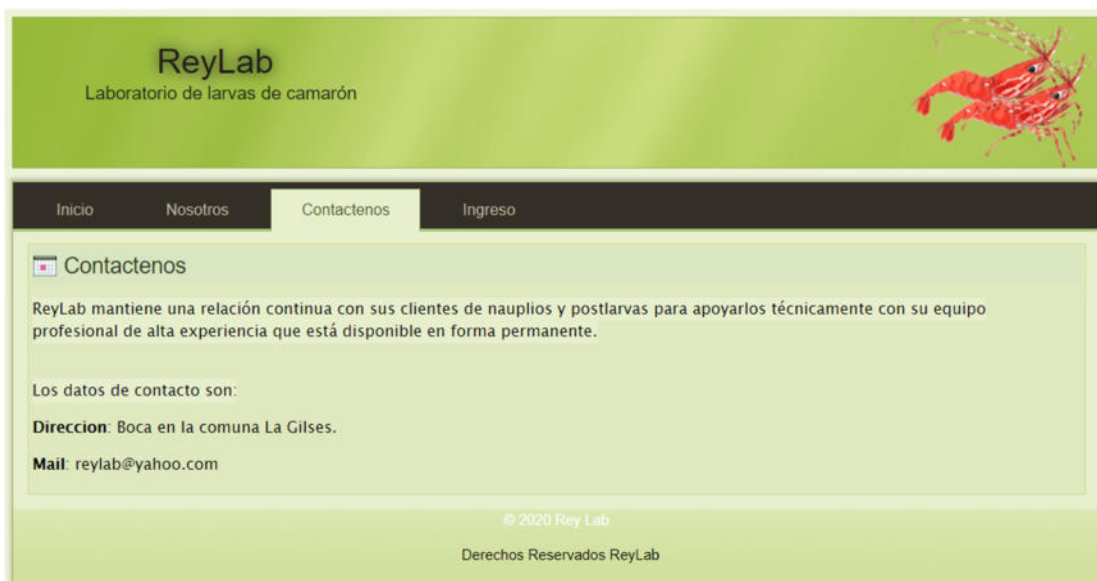 ReyLab
Laboratorio de larvas de camarón
Inicio Nosotros Contactenos Ingreso
Contactenos
ReyLab mantiene una relación continua con sus clientes de nauplios y postlarvas para apoyarlos técnicamente con su equipo
profesional de alta experiencia que está disponible en forma permanente.
Los datos de contacto son:
Direccion: Boca en la comuna La Gilses.
Mail: reylab@yahoo.com
© 2020 Rey Lab
Derechos Reservados ReyLab